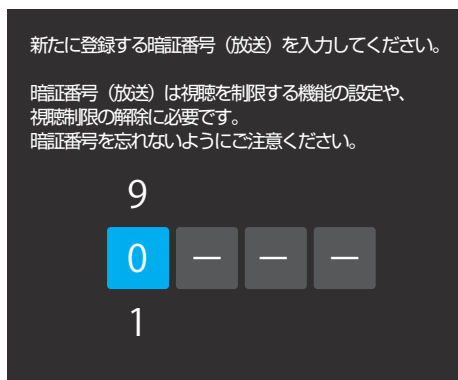 新たに登録する暗証番号（放送）を入力してください。
暗証番号（放送）は視聴を制限する機能の設定や、
視聴制限の解除に必要です。
暗証番号を忘れないようにご注意ください。
9
0 — — —
1